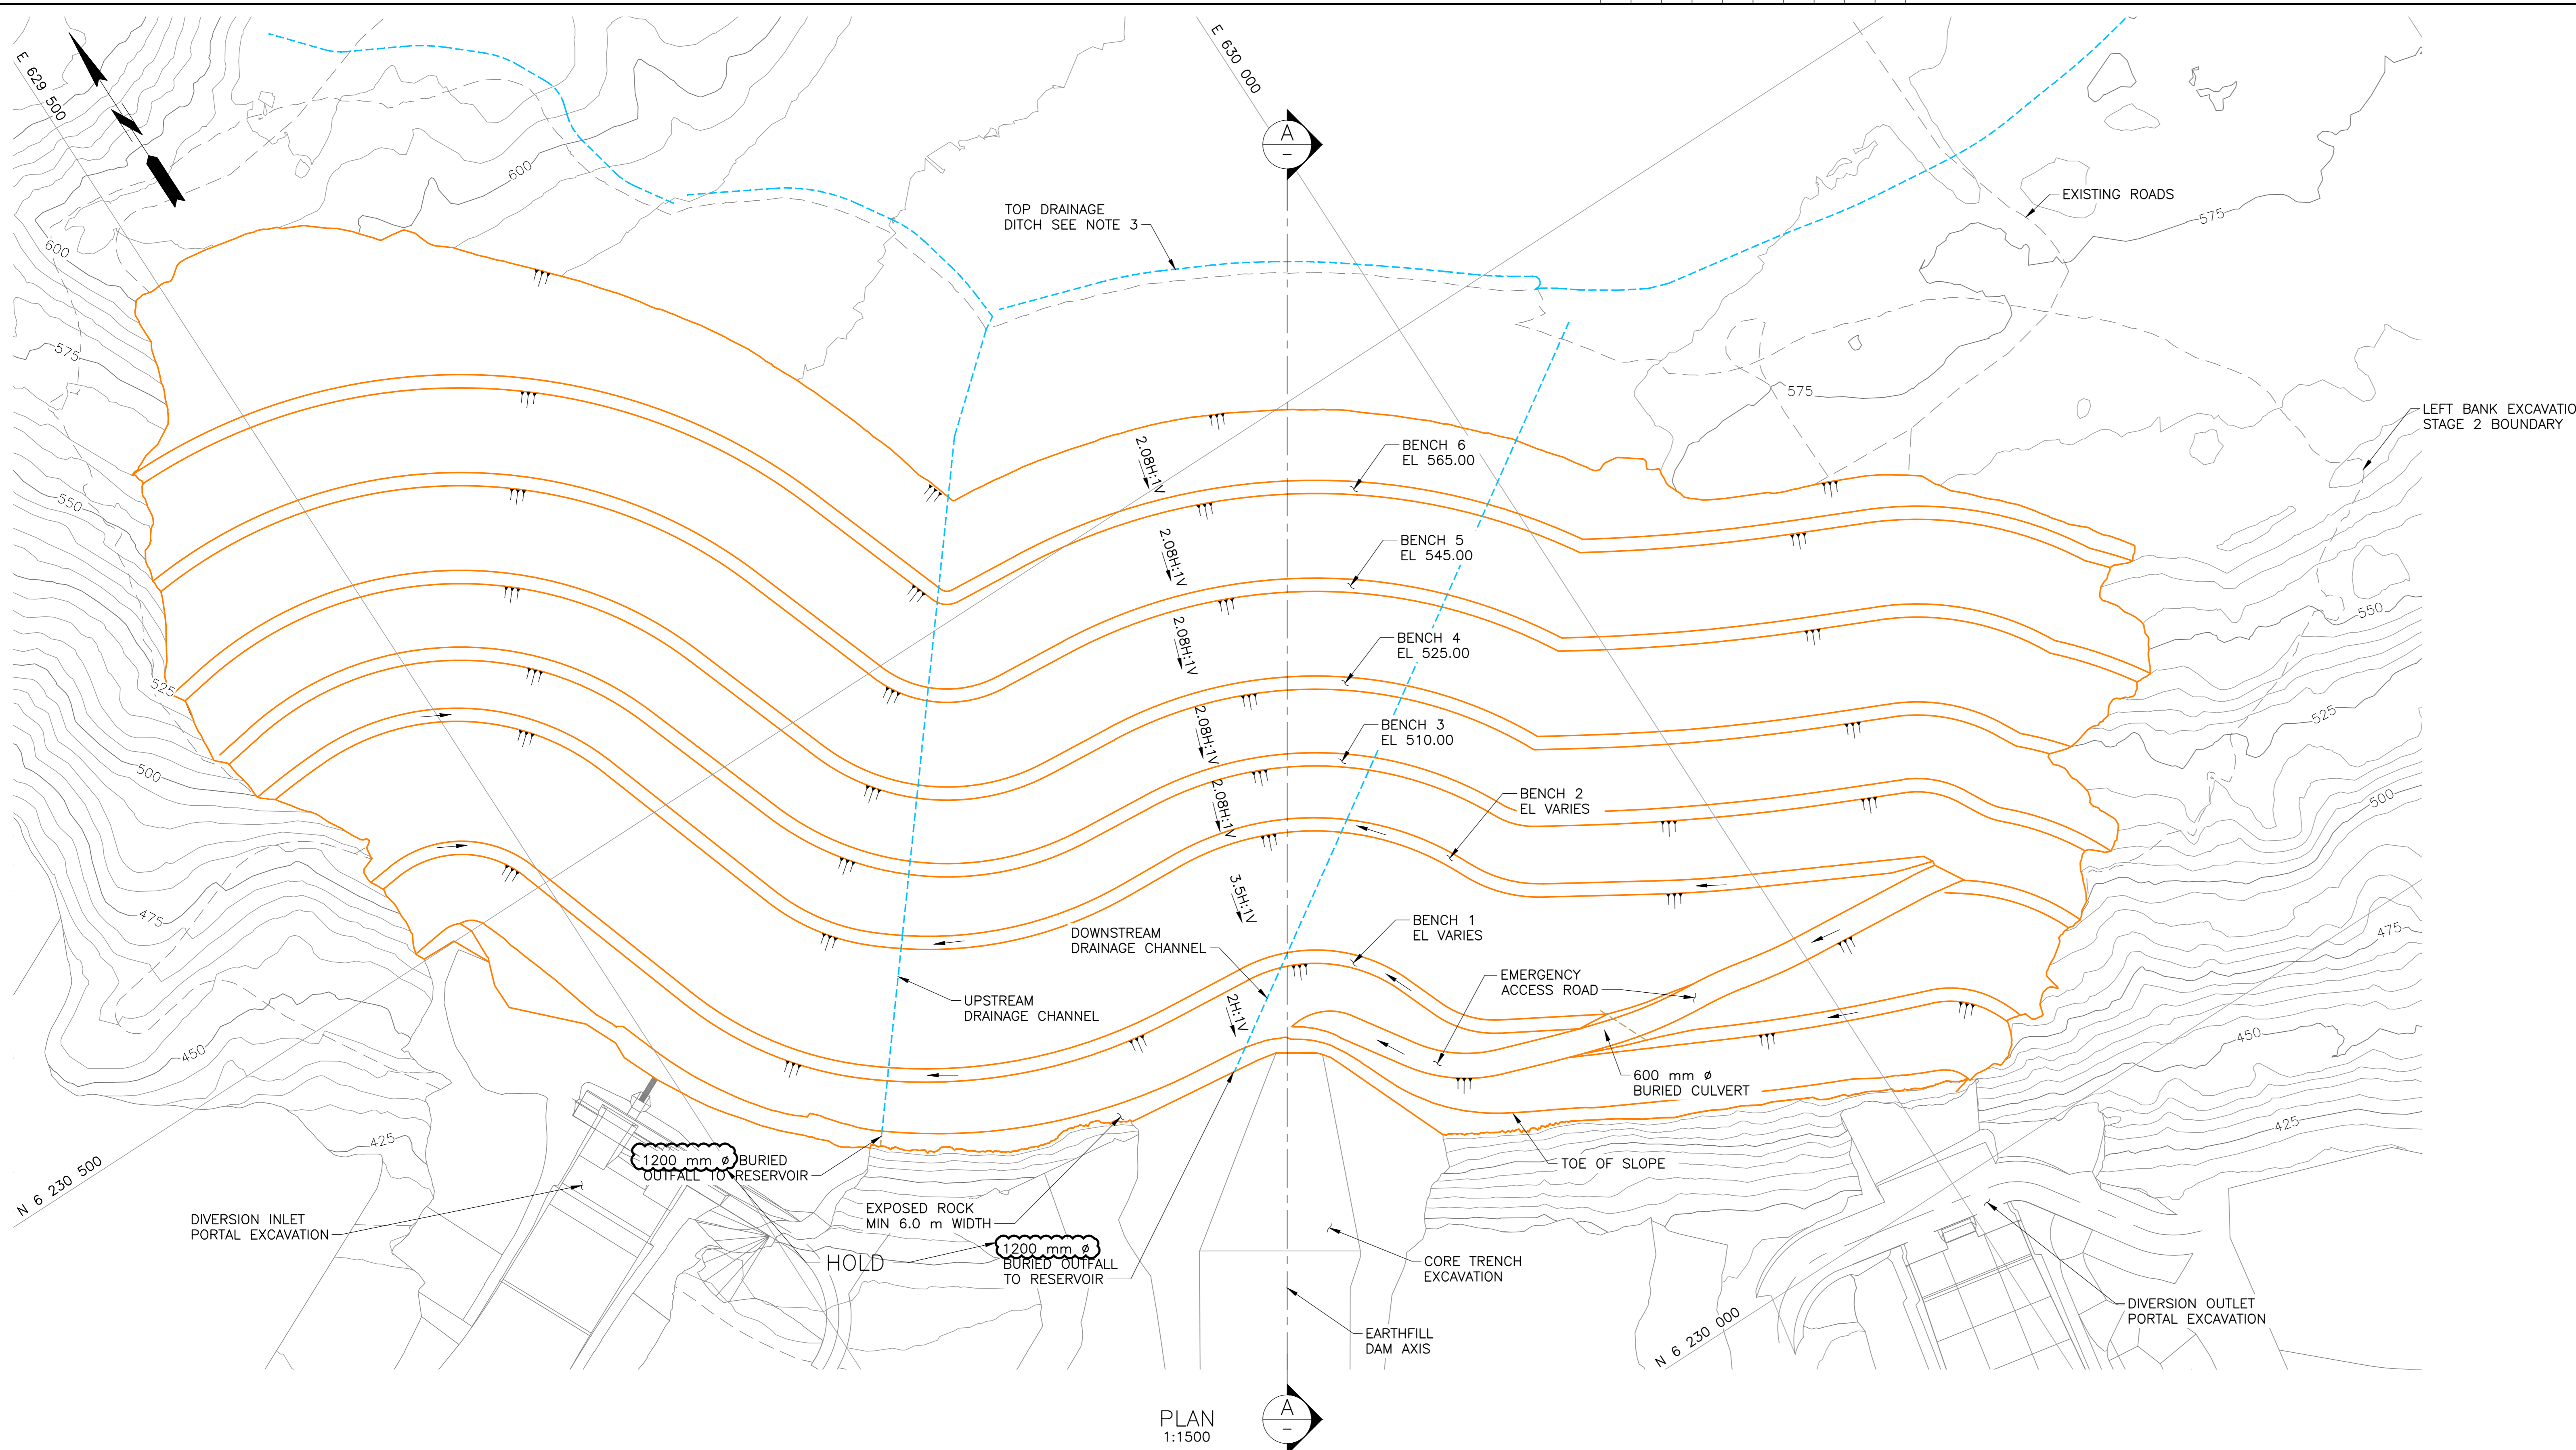 E 629 500
E 630 000
A
–
600
TOP DRAINAGE
DITCH SEE NOTE 3
EXISTING ROADS
575
600
575
575
LEFT BANK EXCAVATIO
STAGE 2 BOUNDARY
2.08H:1V
BENCH 6
EL 565.00
550
2.08H:1V
BENCH 5
EL 545.00
550
2.08H:1V
BENCH 4
EL 525.00
525
525
2.08H:1V
BENCH 3
EL 510.00
500
2.08H:1V
BENCH 2
EL VARIES
500
3.5H:1V
475
DOWNSTREAM
DRAINAGE CHANNEL
BENCH 1
EL VARIES
475
EMERGENCY
ACCESS ROAD
UPSTREAM
DRAINAGE CHANNEL
2H:1V
450
450
600 mm ø
BURIED CULVERT
425
425
1200 mm ø BURIED
OUTFALL TO RESERVOIR
TOE OF SLOPE
N 6 230 500
DIVERSION INLET
PORTAL EXCAVATION
EXPOSED ROCK
MIN 6.0 m WIDTH
HOLD
1200 mm ø
BURIED OUTFALL
TO RESERVOIR
CORE TRENCH
EXCAVATION
DIVERSION OUTLET
PORTAL EXCAVATION
N 6 230 000
EARTHFILL
DAM AXIS
PLAN
1:1500
A
–